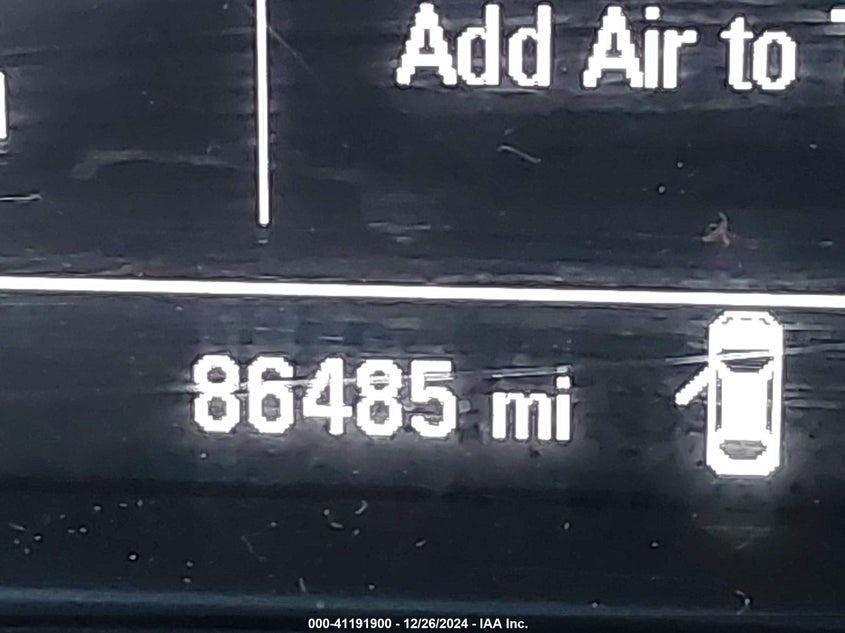 Add Air to
86485 mi
000-41191900 - 12/26/2024 - IAA Inc.